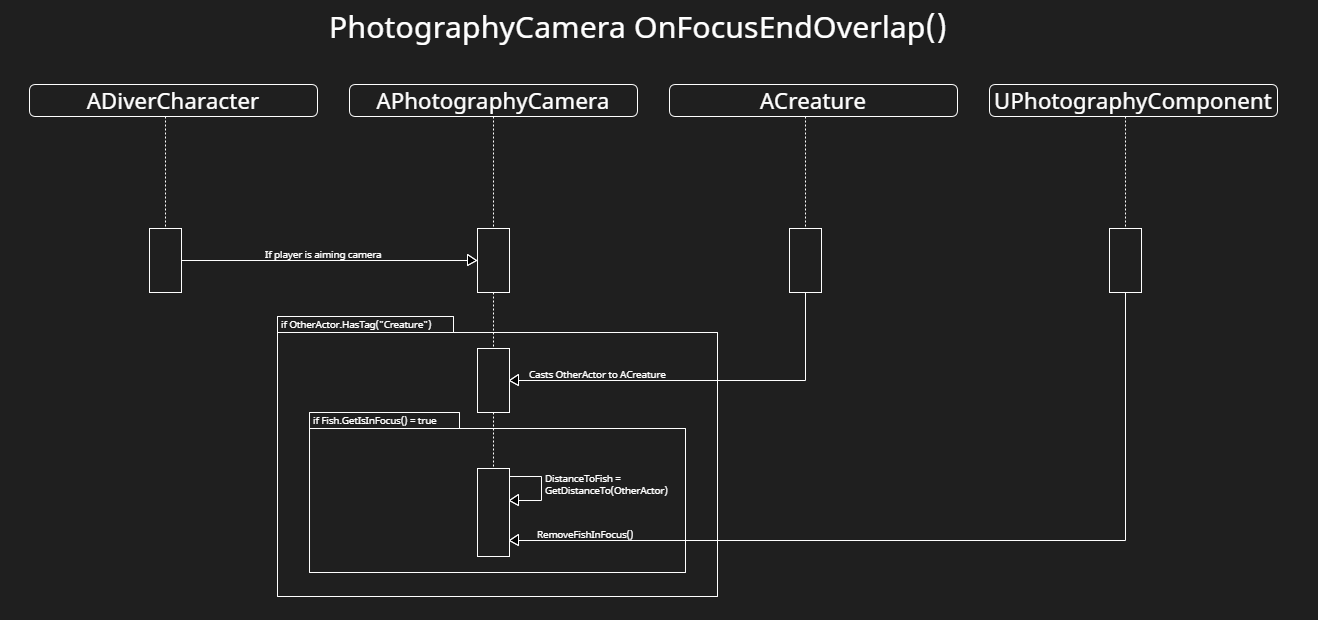 PhotographyCamera OnFocusEndOverlap()
ADiverCharacter
APhotographyCamera
ACreature
UPhotographyComponent
If player is aiming camera
if OtherActor.HasTag("Creature")
Casts OtherActor to ACreature
if Fish.GetIsInFocus() = true
DistanceToFish =
GetDistanceTo(OtherActor)
RemoveFishInFocus()